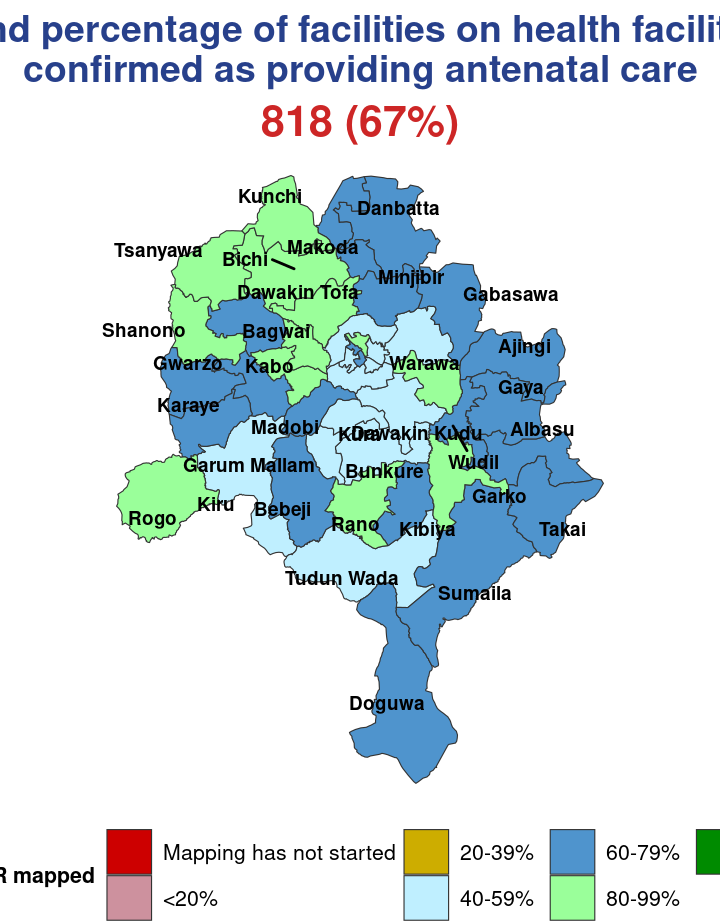 nd percentage of facilities on health facilit
confirmed as providing antenatal care
818 (67%)
Kunchi
Danbatta
Tsanyawa
Makoda
Bichi
Minjibir
Dawakin Tofa
Gabasawa
Shanono
Bagwai
Ajingi
Gwarzo
Kabo
Warawa
Gaya
Karaye
Madobi
Kura
Dawakin Kudu
Albasu
Garum Mallam
Wudil
Bunkure
Kiru
Garko
Bebeji
Rogo
Rano
Kibiya
Takai
Tudun Wada
Sumaila
Doguwa
R mapped
Mapping has not started
20-39%
60-79%
<20%
40-59%
80-99%